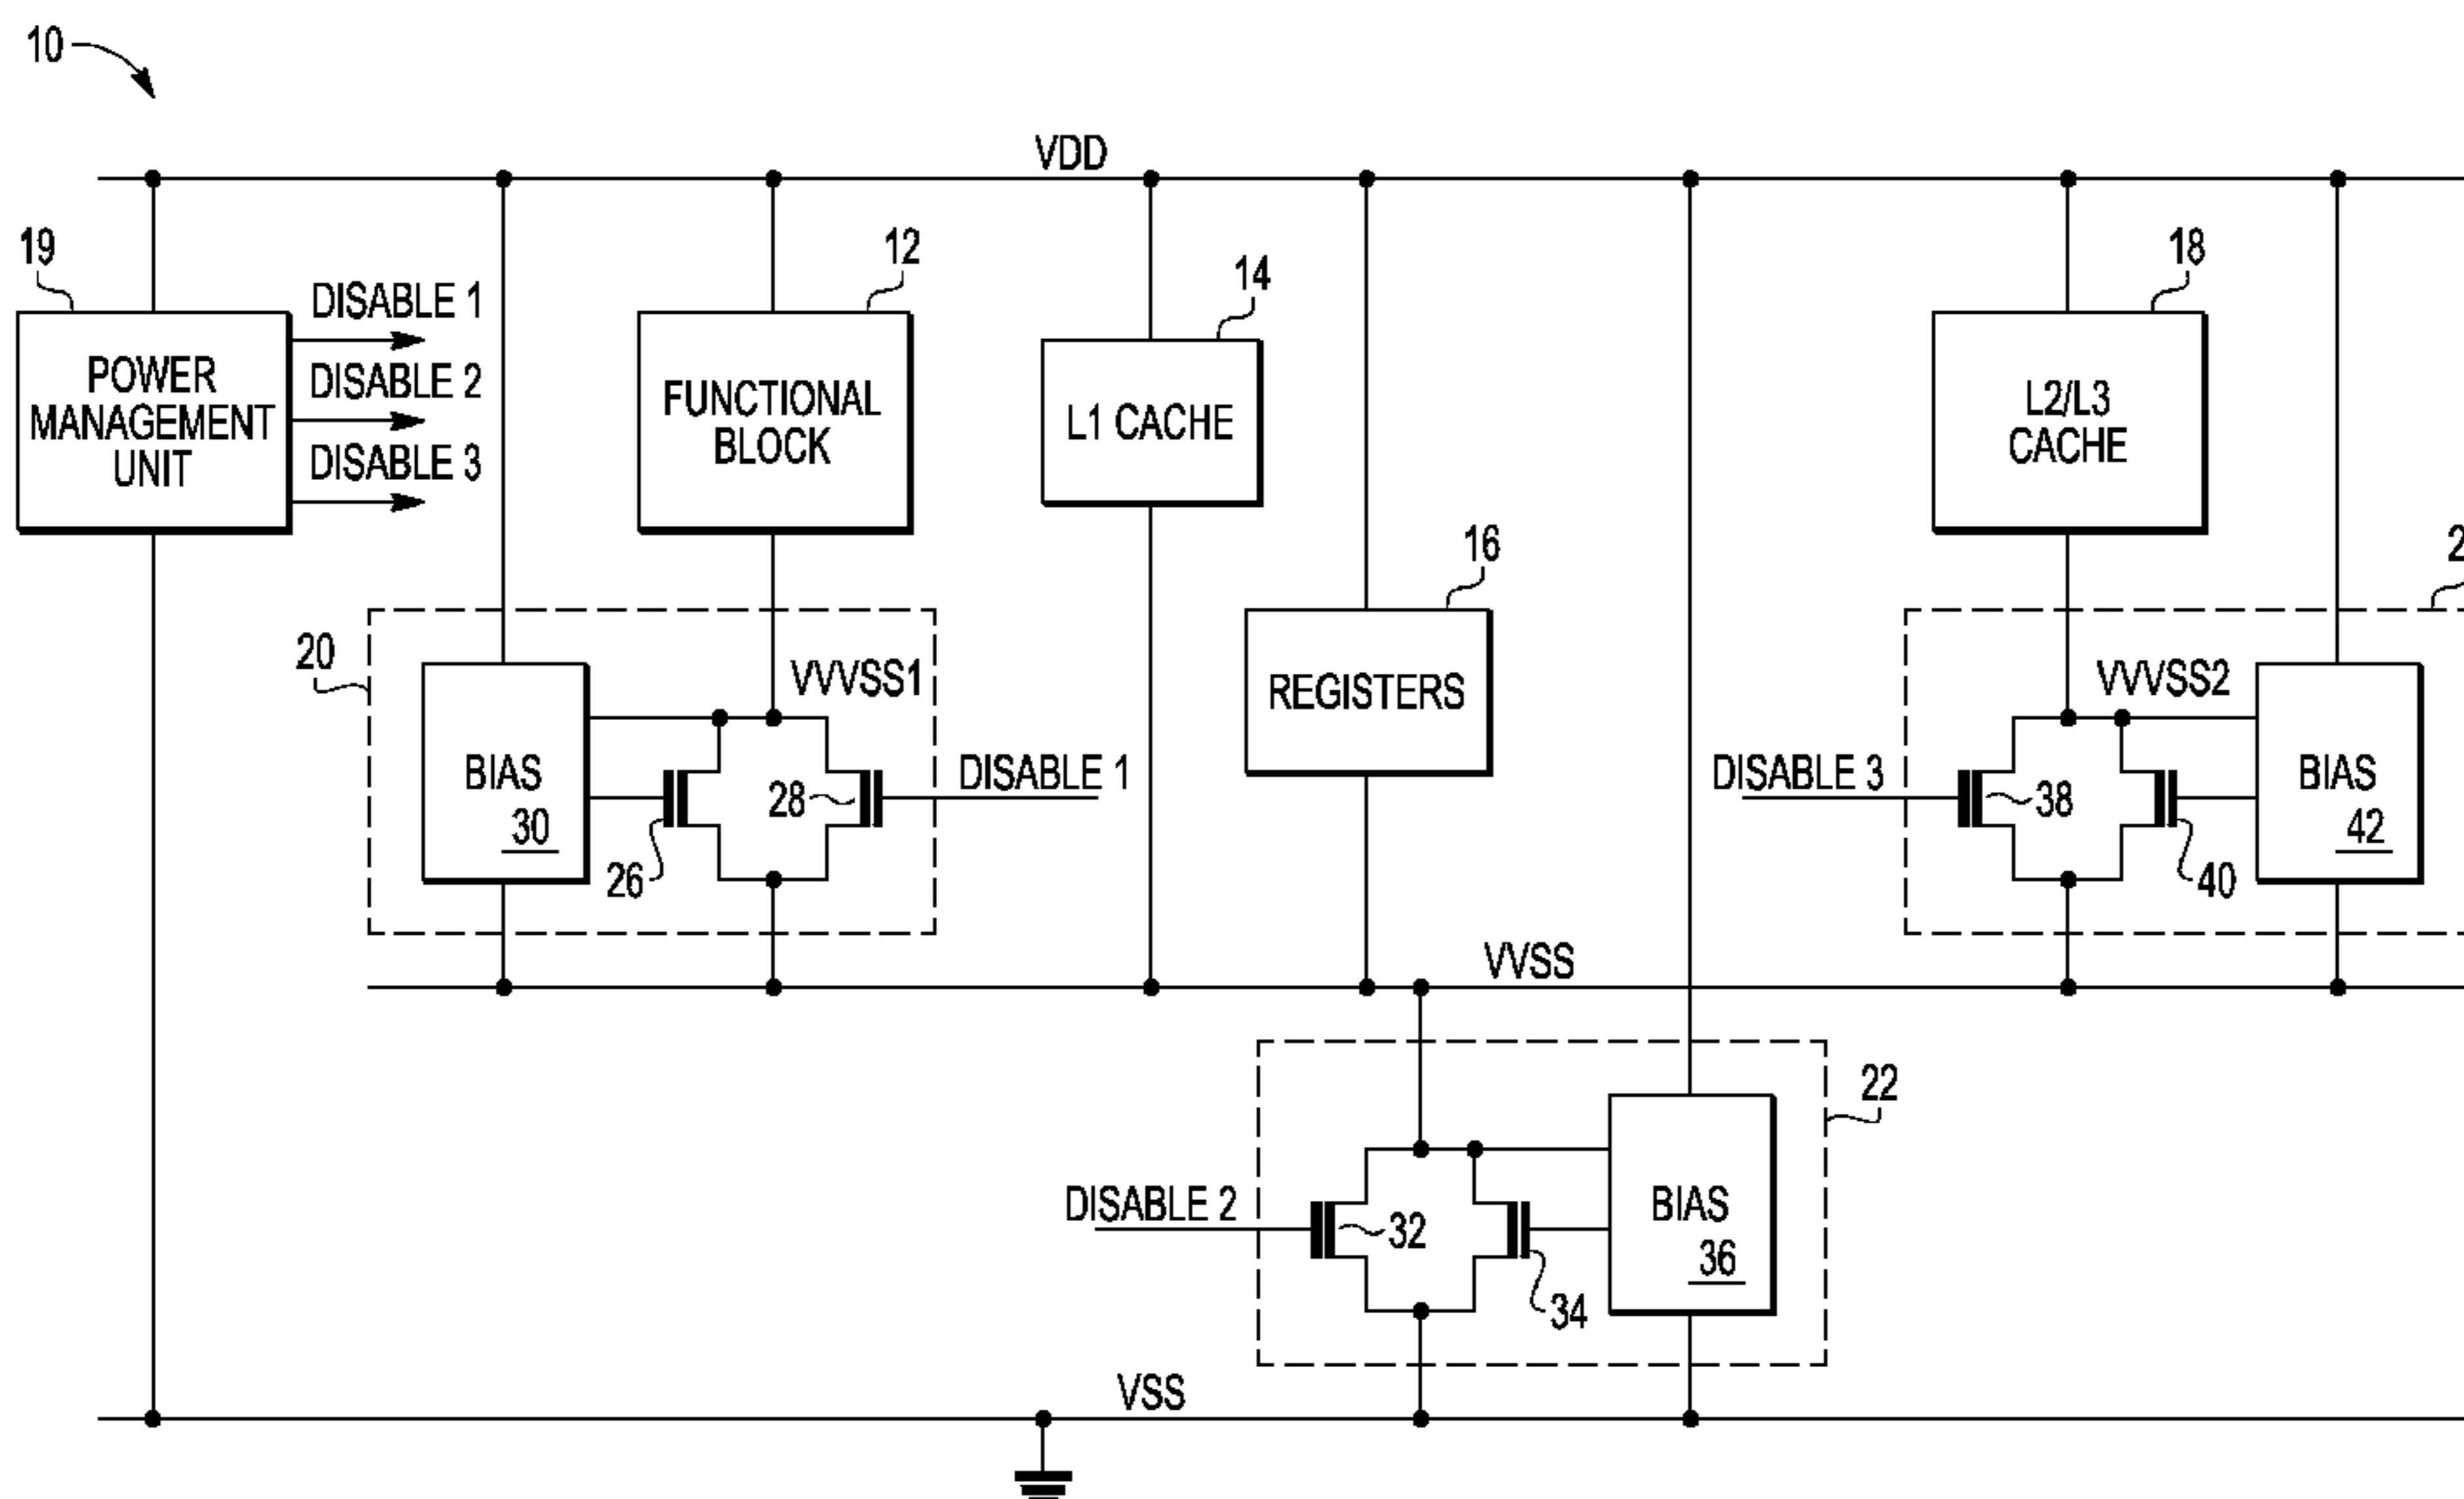 10
VDD
19
12
14
18
DISABLE 1
DISABLE 2
DISABLE 3
POWER
MANAGEMENT
UNIT
FUNCTIONAL
BLOCK
L1 CACHE
L2/L3
CACHE
16
20
VVVSS1
REGISTERS
VVVSS2
BIAS
30
26
28
DISABLE 1
DISABLE 3
38
40
BIAS
42
VVSS
22
DISABLE 2
32
34
BIAS
36
VSS